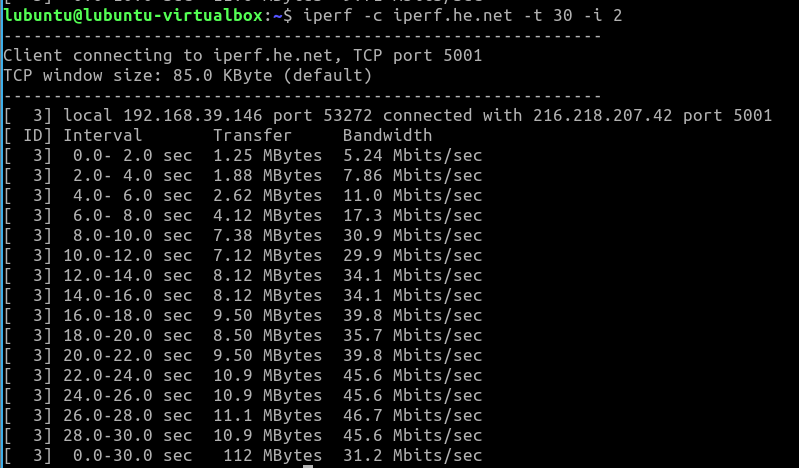 lubuntu@lubuntu-virtualbox:~$ iperf -c iperf.he.net -t 30 -i 2
------------------------------------------------------------
Client connecting to iperf.he.net, TCP port 5001
TCP window size: 85.0 KByte (default)
------------------------------------------------------------
[  3] local 192.168.39.146 port 53272 connected with 216.218.207.42 port 5001
[ ID] Interval       Transfer     Bandwidth
[  3]  0.0- 2.0 sec  1.25 MBytes  5.24 Mbits/sec
[  3]  2.0- 4.0 sec  1.88 MBytes  7.86 Mbits/sec
[  3]  4.0- 6.0 sec  2.62 MBytes  11.0 Mbits/sec
[  3]  6.0- 8.0 sec  4.12 MBytes  17.3 Mbits/sec
[  3]  8.0-10.0 sec  7.38 MBytes  30.9 Mbits/sec
[  3] 10.0-12.0 sec  7.12 MBytes  29.9 Mbits/sec
[  3] 12.0-14.0 sec  8.12 MBytes  34.1 Mbits/sec
[  3] 14.0-16.0 sec  8.12 MBytes  34.1 Mbits/sec
[  3] 16.0-18.0 sec  9.50 MBytes  39.8 Mbits/sec
[  3] 18.0-20.0 sec  8.50 MBytes  35.7 Mbits/sec
[  3] 20.0-22.0 sec  9.50 MBytes  39.8 Mbits/sec
[  3] 22.0-24.0 sec  10.9 MBytes  45.6 Mbits/sec
[  3] 24.0-26.0 sec  10.9 MBytes  45.6 Mbits/sec
[  3] 26.0-28.0 sec  11.1 MBytes  46.7 Mbits/sec
[  3] 28.0-30.0 sec  10.9 MBytes  45.6 Mbits/sec
[  3]  0.0-30.0 sec   112 MBytes  31.2 Mbits/sec